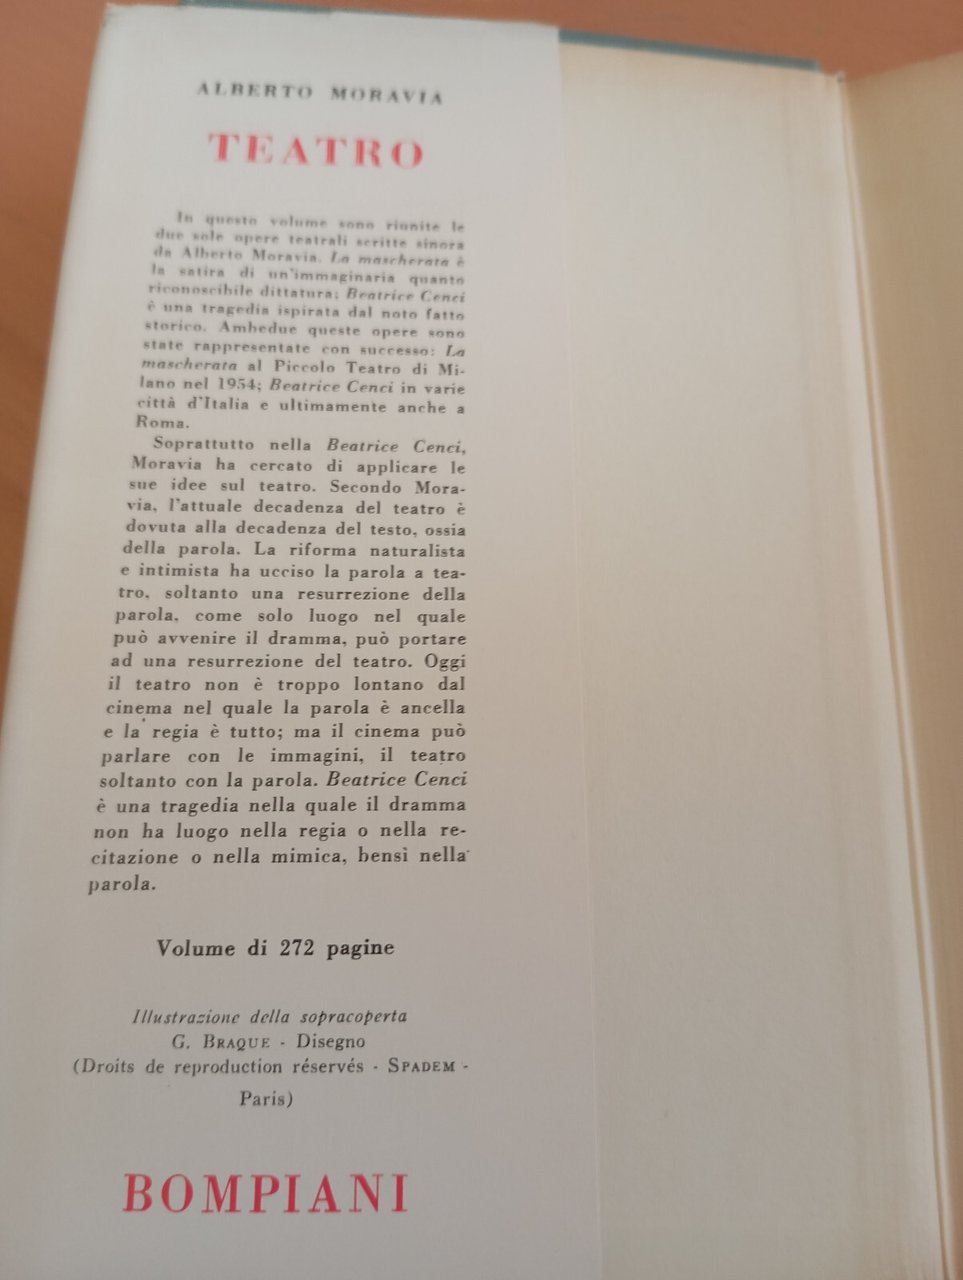 ALBERTO MORAVIA
TEATRO
In questo volume sono riunite le
due sole opere teatrali scritte sinora
da Alberto Moravia. La mascherata è
la satira di un'immaginaria quanto
riconoscibile dittatura; Beatrice Cenci
è una tragedia ispirata dal noto fatto
storico. Ambedue queste opere sono
state rappresentate con successo: La
mascherata al Piccolo Teatro di Mi-
lano nel 1954; Beatrice Cenci in varie
città d'Italia e ultimamente anche a
Roma.
Soprattutto nella Beatrice Cenci,
Moravia ha cercato di applicare le
sue idee sul teatro. Secondo Mora-
via, l'attuale decadenza del teatro è
dovuta alla decadenza del testo, ossia
della parola. La riforma naturalista
e intimista ha ucciso la parola a tea-
tro, soltanto una resurrezione della
parola, come solo luogo nel quale
può avvenire il dramma, può portare
ad una resurrezione del teatro. Oggi
il teatro non è troppo lontano dal
cinema nel quale la parola è ancella
e la regia è tutto; ma il cinema può
parlare con le immagini, il teatro
soltanto con la parola. Beatrice Cenci
è una tragedia nella quale il dramma
non ha luogo nella regia o nella re-
citazione o nella mimica, bensì nella
parola.
Volume di 272 pagine
Illustrazione della sopracoperta
G. BRAQUE - Disegno
(Droits de reproduction réservés - SPADEM -
Paris)
BOMPIANI